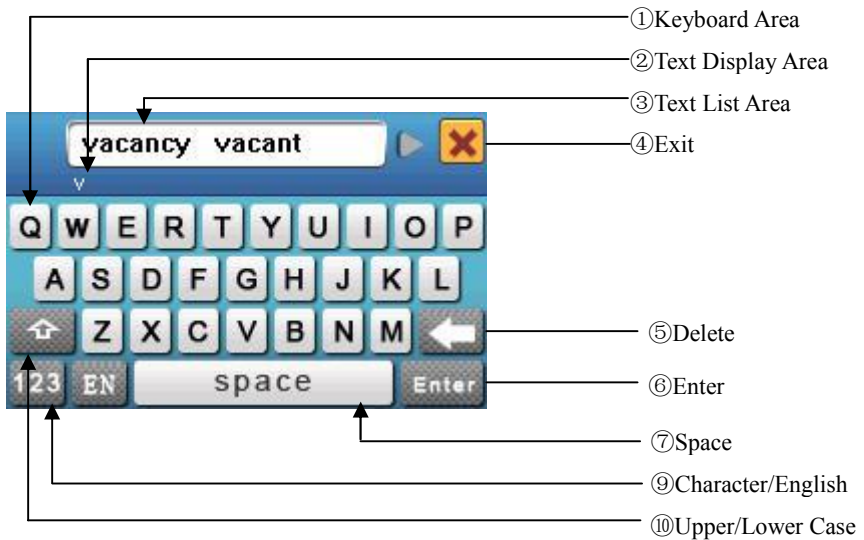 ①Keyboard Area
②Text Display Area
③Text List Area
vacancy vacant
④Exit
v
Q W E R T Y U I O P
A S D F G H J K L
Z X C V B N M
⑤Delete
123 EN space Enter
⑥Enter
⑦Space
⑨Character/English
⑩Upper/Lower Case